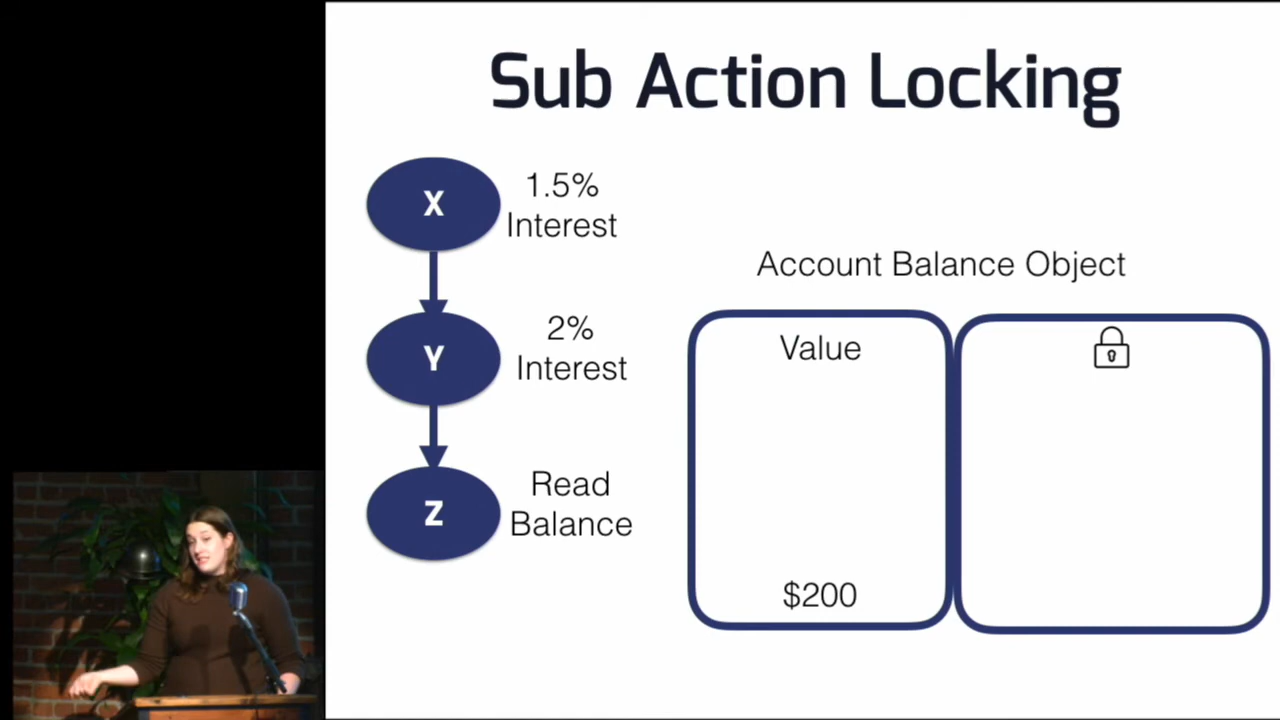 Sub Action Locking
X
1.5%
Interest
Y
2%
Interest
Z
Read
Balance
Account Balance Object
Value
$200